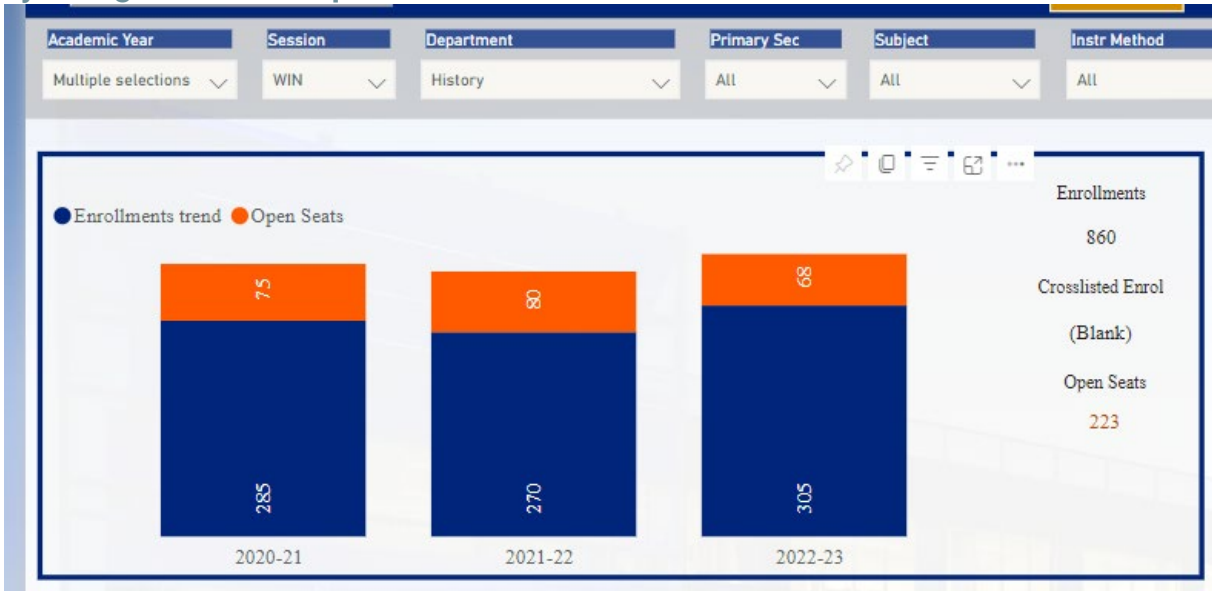 Academic Year Session Department Primary Sec Subject Instr Method
Multiple selections WIN History All All All
Enrollments trend Open Seats
Enrollments
860
Crosslisted Enrol
(Blank)
Open Seats
223
75 80 68
285 270 305
2020-21 2021-22 2022-23